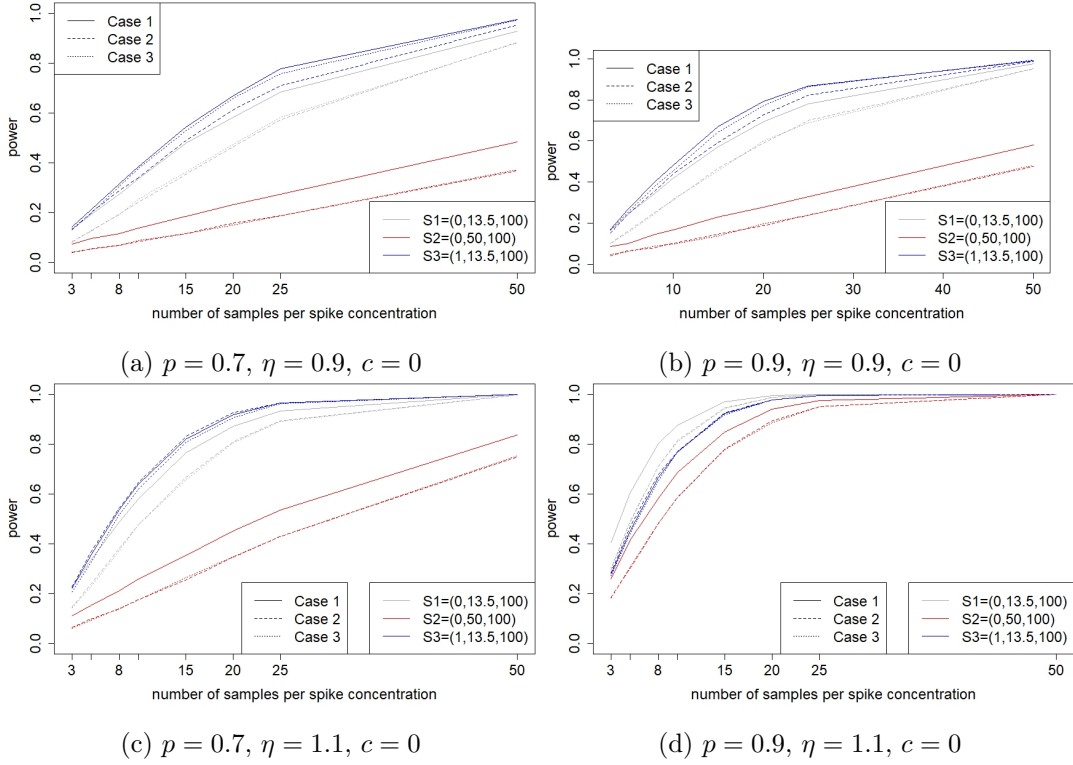 power
0.0 0.2 0.4 0.6 0.8 1.0
Case 1
Case 2
Case 3
S1=(0,13.5,100)
S2=(0,50,100)
S3=(1,13.5,100)
3 8 15 20 25 50
number of samples per spike concentration
(a) p = 0.7, η = 0.9, c = 0
power
0.0 0.2 0.4 0.6 0.8 1.0
Case 1
Case 2
Case 3
S1=(0,13.5,100)
S2=(0,50,100)
S3=(1,13.5,100)
10 20 30 40 50
number of samples per spike concentration
(b) p = 0.9, η = 0.9, c = 0
power
0.0 0.2 0.4 0.6 0.8 1.0
Case 1
Case 2
Case 3
S1=(0,13.5,100)
S2=(0,50,100)
S3=(1,13.5,100)
3 8 15 20 25 50
number of samples per spike concentration
(c) p = 0.7, η = 1.1, c = 0
power
0.0 0.2 0.4 0.6 0.8 1.0
Case 1
Case 2
Case 3
S1=(0,13.5,100)
S2=(0,50,100)
S3=(1,13.5,100)
3 8 15 20 25 50
number of samples per spike concentration
(d) p = 0.9, η = 1.1, c = 0